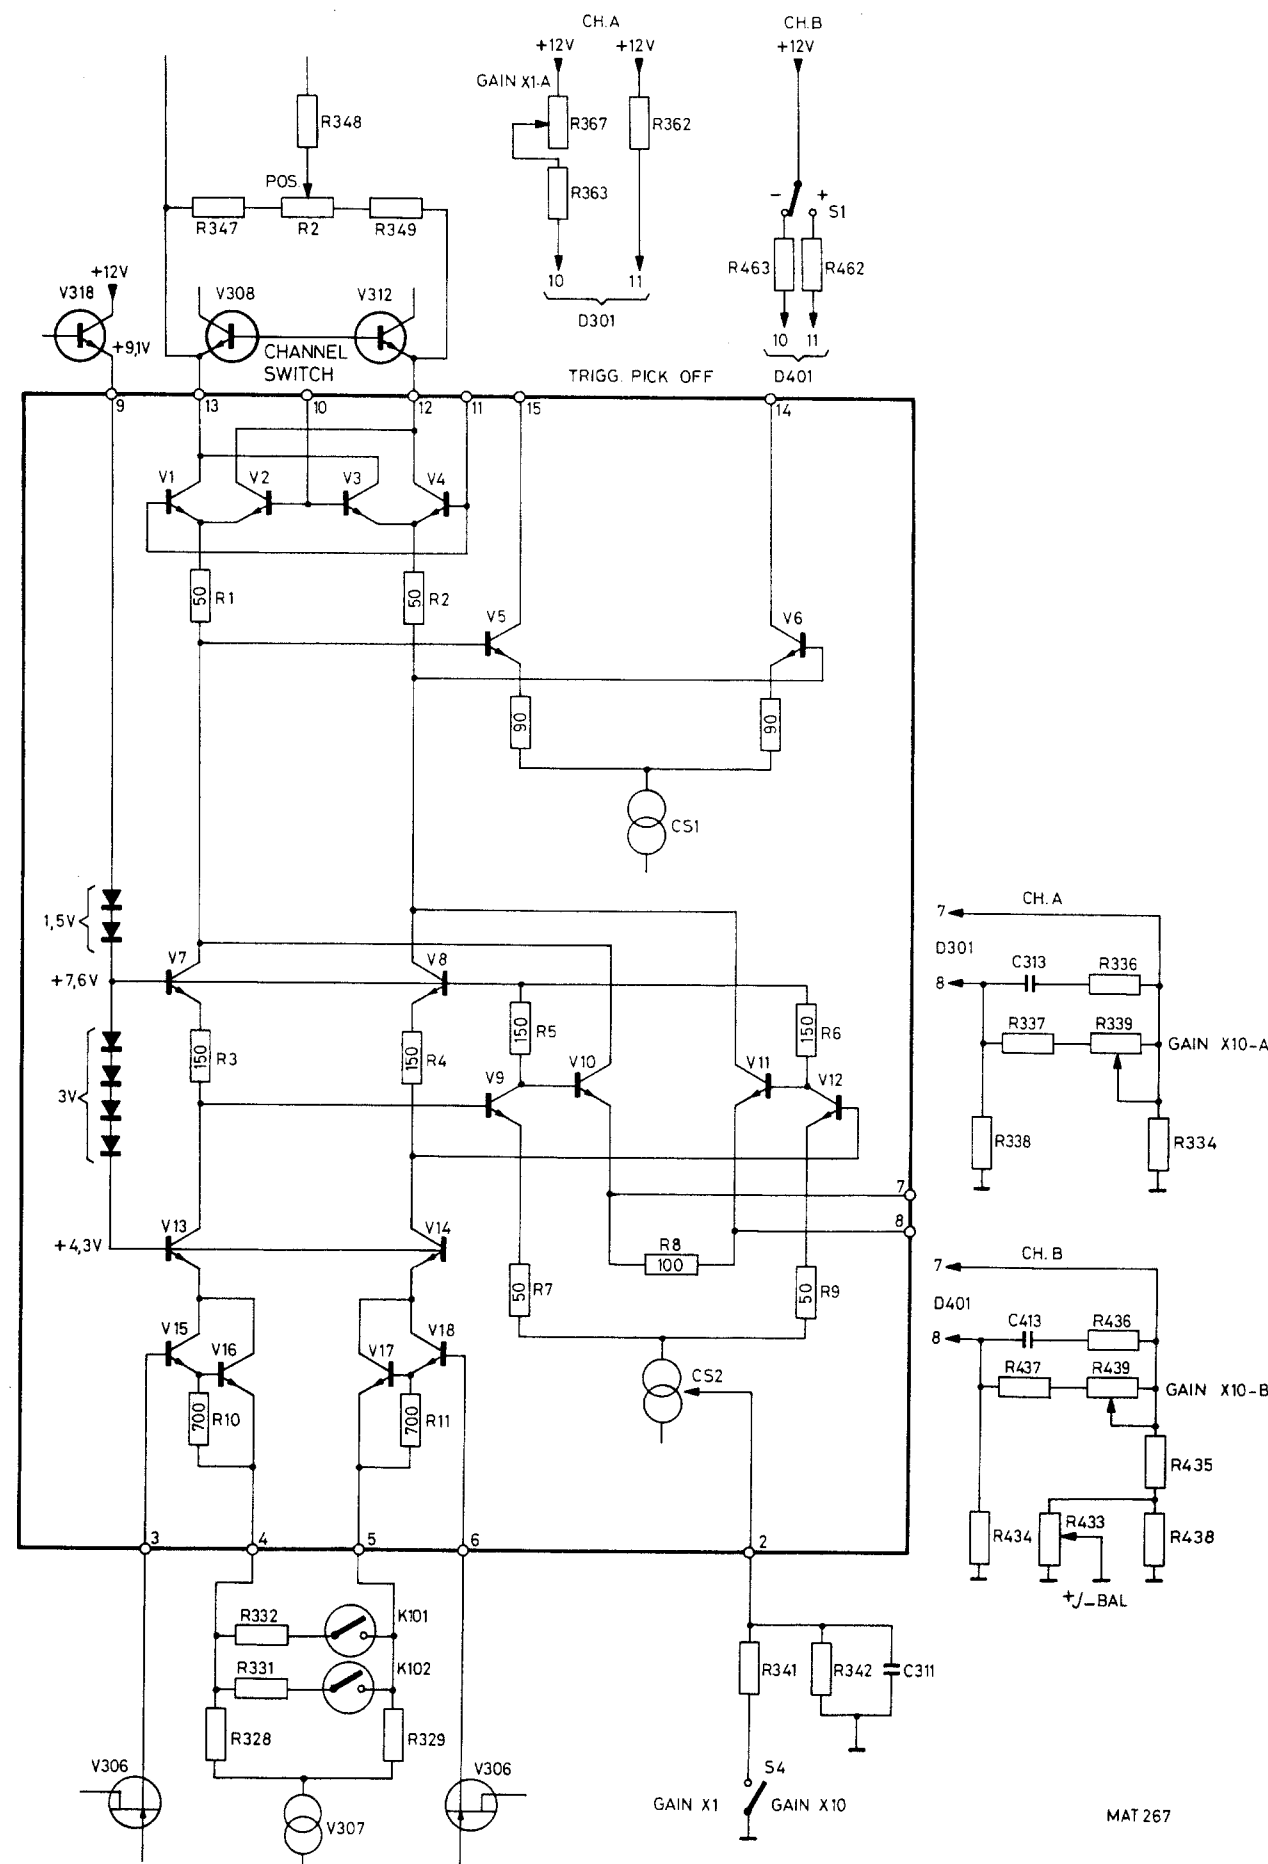 CH.A
CH.B
+12V
+12V
+12V
GAIN X1-A
R348
R367
R362
POS.
R363
-
+
S1
R347
R2
R349
R463
R462
+12V
V318
V308
V312
10
11
D301
+9,1V
10
11
CHANNEL
SWITCH
TRIGG. PICK OFF
D401
9
13
10
12
11
15
14
V1
V2
V3
V4
50
R1
50
R2
V5
V6
90
90
CS1
CH.A
1,5V
7
D301
V7
V8
C313
R336
+7,6V
8
150
R3
150
R4
150
R5
150
R6
R337
R339
GAIN X10-A
V10
V11
V9
V12
3V
R338
R334
7
8
V13
V14
+4,3V
R8
100
CH.B
7
50
R7
50
R9
D401
C413
R436
8
V15
V16
V17
V18
CS2
R437
R439
GAIN X10-B
700
R10
700
R11
R435
3
4
5
6
2
R434
R433
R438
+/-BAL
R332
K101
R331
K102
R341
R342
C311
R328
R329
V306
V306
S4
GAIN X1
GAIN X10
V307
MAT 267